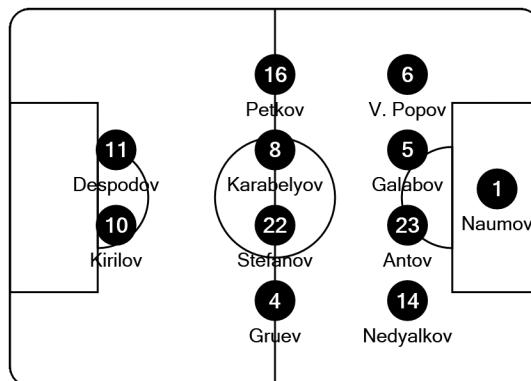 16
Petkov
6
V. Popov
11
Despodov
8
Karabelyov
5
Galabov
1
Naumov
10
Kirilov
22
Stefanov
23
Antov
4
Gruev
14
Nedyalkov